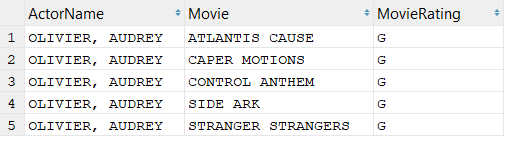 ActorName Movie MovieRating
1 OLIVIER, AUDREY ATLANTIS CAUSE G
2 OLIVIER, AUDREY CAPER MOTIONS G
3 OLIVIER, AUDREY CONTROL ANTHEM G
4 OLIVIER, AUDREY SIDE ARK G
5 OLIVIER, AUDREY STRANGER STRANGERS G